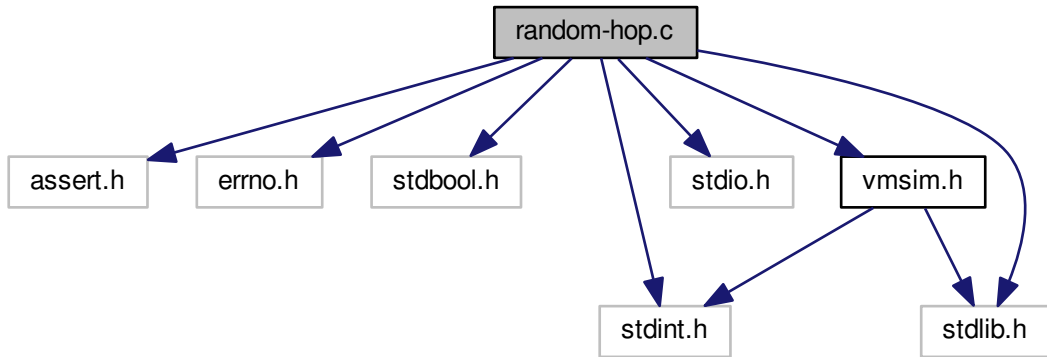 random-hop.c
assert.h
errno.h
stdbool.h
stdio.h
vmsim.h
stdint.h
stdlib.h